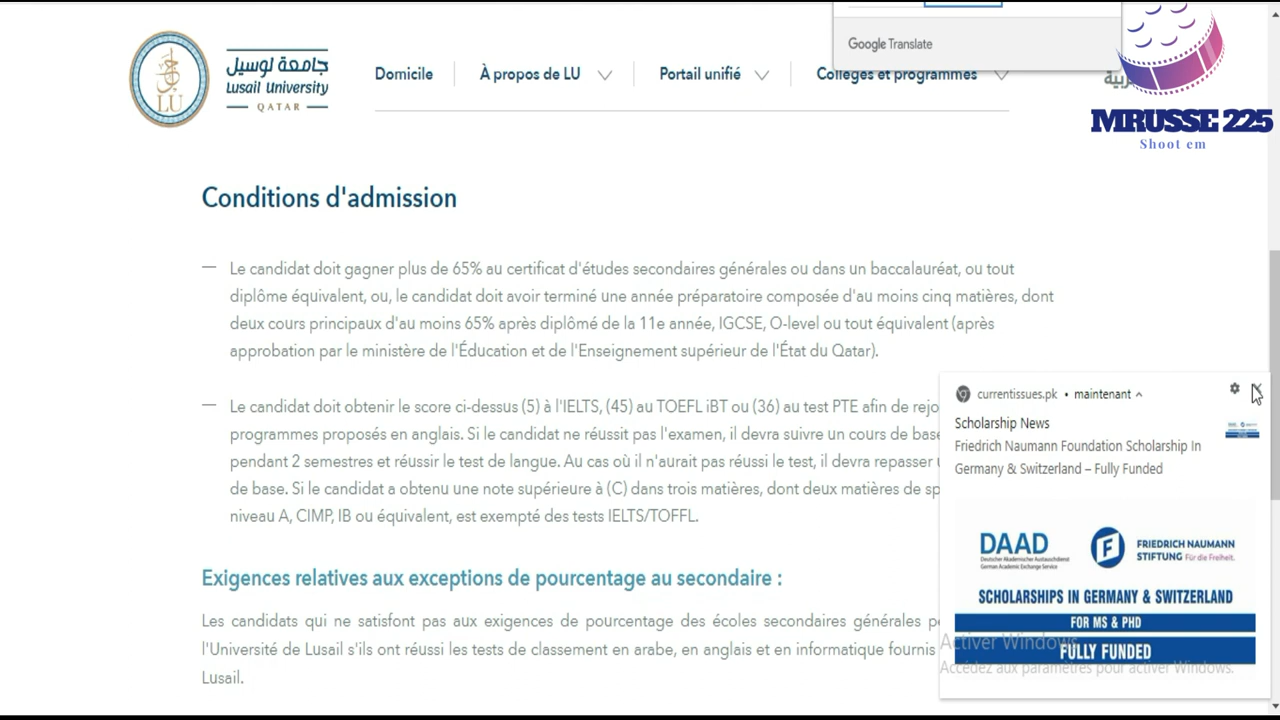 Google Translate
جامعة لوسيل
Lusail University
QATAR
LU
Domicile
À propos de LU
Portail unifié
Collèges et programmes
MRUSSE 225
Shoot em
Conditions d'admission
— Le candidat doit gagner plus de 65% au certificat d'études secondaires générales ou dans un baccalauréat, ou tout
diplôme équivalent, ou, le candidat doit avoir terminé une année préparatoire composée d'au moins cinq matières, dont
deux cours principaux d'au moins 65% après diplômé de la 11e année, IGCSE, O-level ou tout équivalent (après
approbation par le ministère de l'Éducation et de l'Enseignement supérieur de l'État du Qatar).
— Le candidat doit obtenir le score ci-dessus (5) à l'IELTS, (45) au TOEFL iBT ou (36) au test PTE afin de rejo
programmes proposés en anglais. Si le candidat ne réussit pas l'examen, il devra suivre un cours de base
pendant 2 semestres et réussir le test de langue. Au cas où il n'aurait pas réussi le test, il devra repasser
de base. Si le candidat a obtenu une note supérieure à (C) dans trois matières, dont deux matières de sp
niveau A, CIMP, IB ou équivalent, est exempté des tests IELTS/TOFFL.
Exigences relatives aux exceptions de pourcentage au secondaire :
Les candidats qui ne satisfont pas aux exigences de pourcentage des écoles secondaires générales pe
l'Université de Lusail s'ils ont réussi les tests de classement en arabe, en anglais et en informatique fournis
Lusail.
currentissues.pk • maintenant
Scholarship News
Friedrich Naumann Foundation Scholarship In
Germany & Switzerland – Fully Funded
DAAD
Deutscher Akademischer Austauschdienst
German Academic Exchange Service
FRIEDRICH NAUMANN
STIFTUNG Für die Freiheit.
SCHOLARSHIPS IN GERMANY & SWITZERLAND
FOR MS & PHD
FULLY FUNDED
Activer Windows
Accédez aux paramètres pour activer Windows.